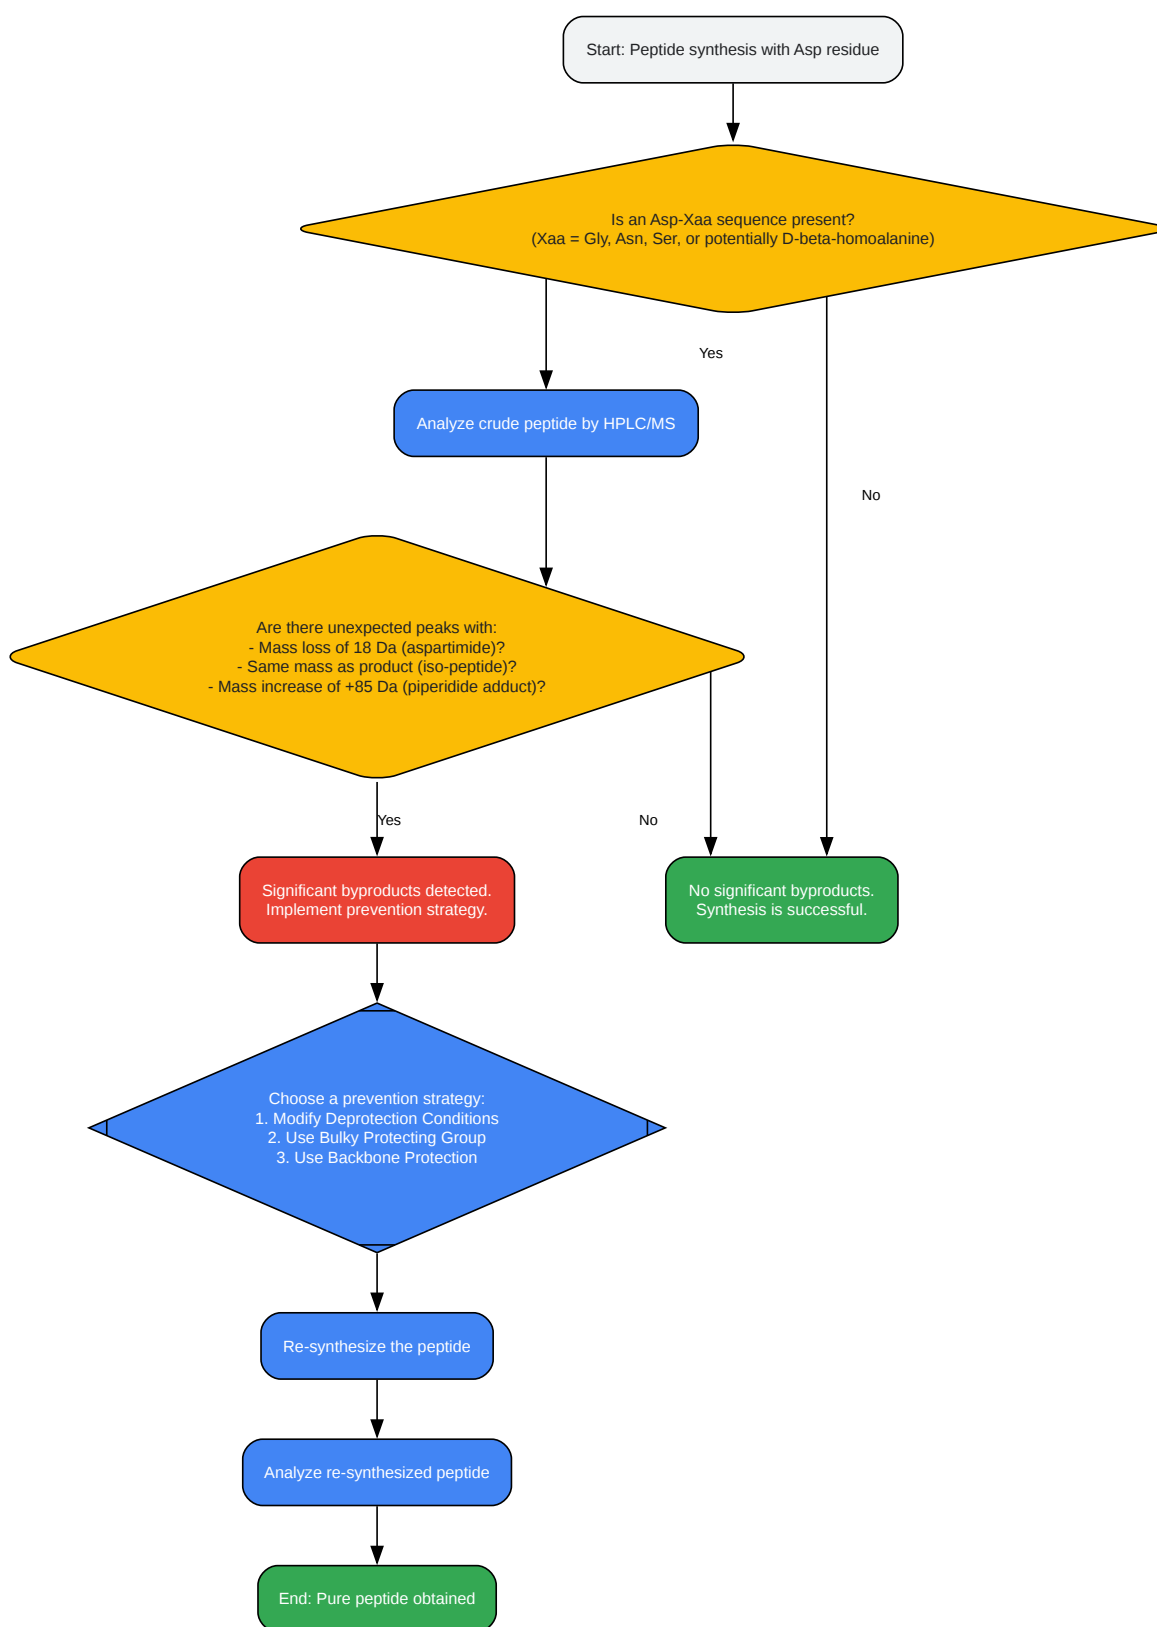 Start: Peptide synthesis with Asp residue
Is an Asp-Xaa sequence present?
(Xaa = Gly, Asn, Ser, or potentially D-beta-homoalanine)
Yes
Analyze crude peptide by HPLC/MS
No
Are there unexpected peaks with:
- Mass loss of 18 Da (aspartimide)?
- Same mass as product (iso-peptide)?
- Mass increase of +85 Da (piperidide adduct)?
Yes
No
Significant byproducts detected.
Implement prevention strategy.
No significant byproducts.
Synthesis is successful.
Choose a prevention strategy:
1. Modify Deprotection Conditions
2. Use Bulky Protecting Group
3. Use Backbone Protection
Re-synthesize the peptide
Analyze re-synthesized peptide
End: Pure peptide obtained